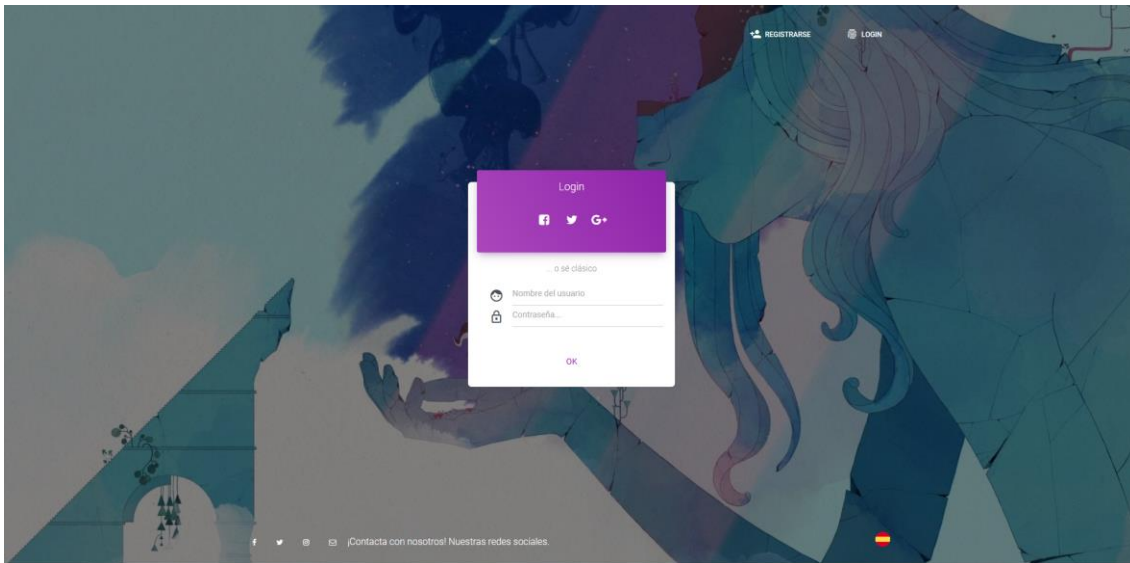 REGISTRARSE
LOGIN
Login
G+
... o sé clásico
Nombre del usuario
Contraseña...
OK
¡Contacta con nosotros! Nuestras redes sociales.